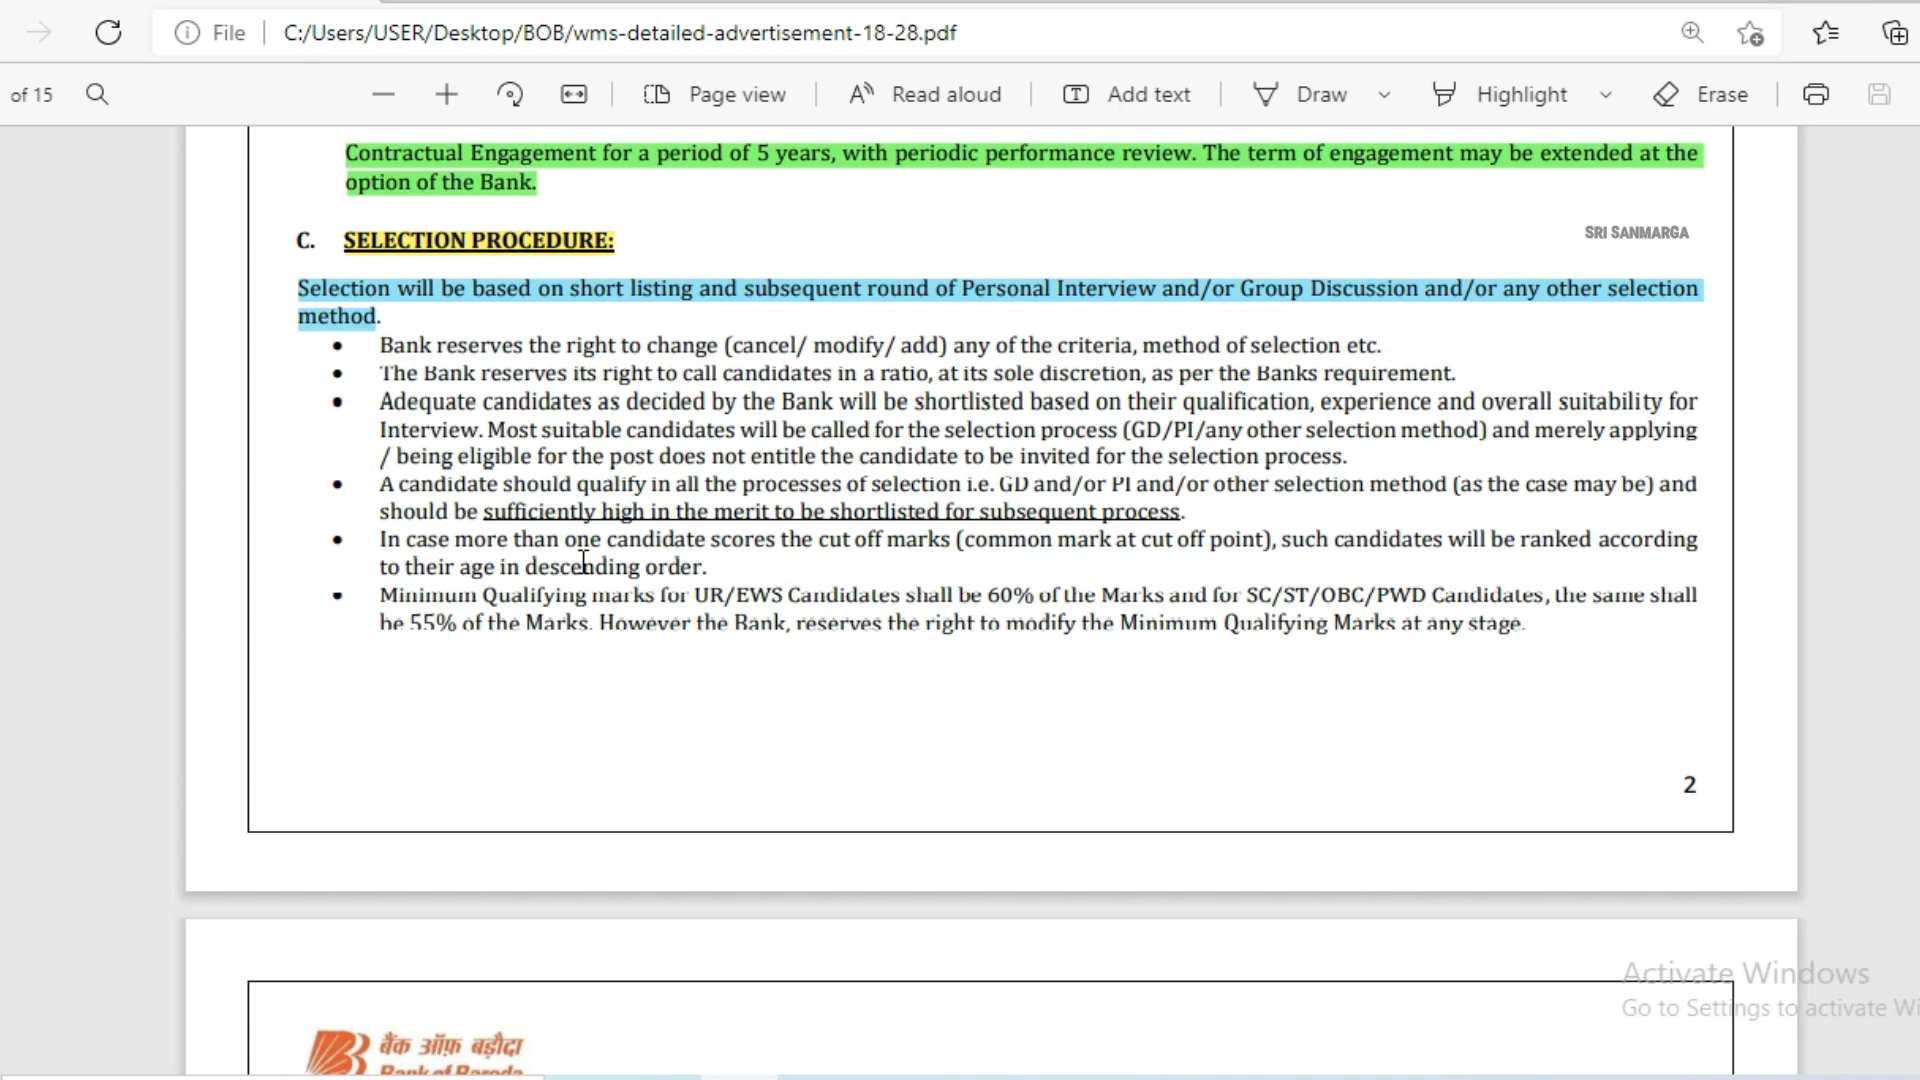 File C:/Users/USER/Desktop/BOB/wms-detailed-advertisement-18-28.pdf
of 15 Page view Read aloud Add text Draw Highlight Erase
Contractual Engagement for a period of 5 years, with periodic performance review. The term of engagement may be extended at the
option of the Bank.
SRI SANMARGA
C. SELECTION PROCEDURE:
Selection will be based on short listing and subsequent round of Personal Interview and/or Group Discussion and/or any other selection
method.
• Bank reserves the right to change (cancel/ modify/ add) any of the criteria, method of selection etc.
• The Bank reserves its right to call candidates in a ratio, at its sole discretion, as per the Banks requirement.
• Adequate candidates as decided by the Bank will be shortlisted based on their qualification, experience and overall suitability for
Interview. Most suitable candidates will be called for the selection process (GD/PI/any other selection method) and merely applying
/ being eligible for the post does not entitle the candidate to be invited for the selection process.
• A candidate should qualify in all the processes of selection i.e. GD and/or PI and/or other selection method (as the case may be) and
should be sufficiently high in the merit to be shortlisted for subsequent process.
• In case more than one candidate scores the cut off marks (common mark at cut off point), such candidates will be ranked according
to their age in descending order.
• Minimum Qualifying marks for UR/EWS Candidates shall be 60% of the Marks and for SC/ST/OBC/PWD Candidates, the same shall
be 55% of the Marks. However the Bank, reserves the right to modify the Minimum Qualifying Marks at any stage.
2
Activate Windows
Go to Settings to activate Wi
बैंक ऑफ़ बड़ौदा
Bank of Baroda